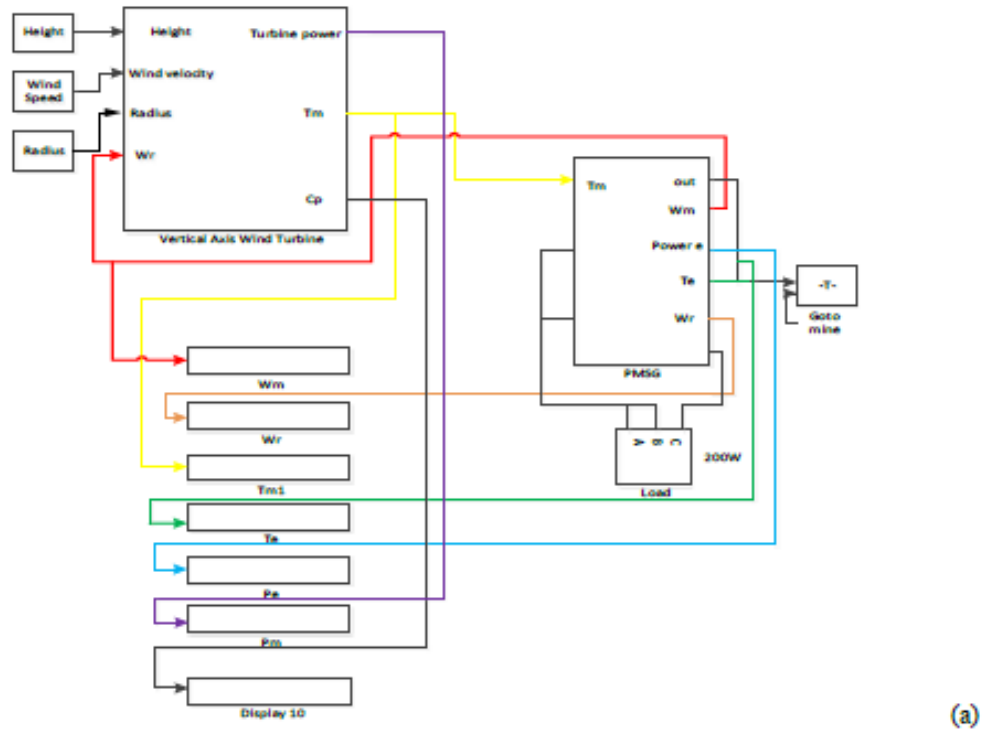 Height
Wind
Speed
Radius
Height
Wind velocity
Radius
Wr
Turbine power
Tm
Cp
Vertical Axis Wind Turbine
Tm
out
Wm
Power e
Te
Wr
PMSG
-T-
Goto
mine
A B C
200W
Load
Wm
Wr
Tm1
Te
Pe
Pm
Display 10
(a)